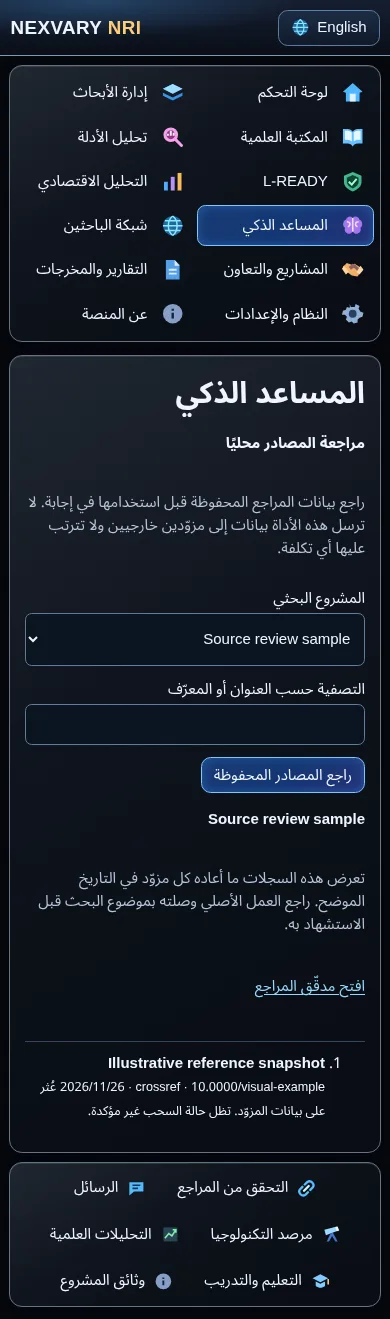 NEXVARY NRI
English
لوحة التحكم
إدارة الأبحاث
المكتبة العلمية
تحليل الأدلة
L-READY
التحليل الاقتصادي
المساعد الذكي
شبكة الباحثين
المشاريع والتعاون
التقارير والمخرجات
النظام والإعدادات
عن المنصة
المساعد الذكي
مراجعة المصادر محليًا
راجع بيانات المراجع المحفوظة قبل استخدامها في إجابة. لا
ترسل هذه الأداة بيانات إلى مزوّدين خارجيين ولا تترتب
عليها أي تكلفة.
المشروع البحثي
Source review sample
التصفية حسب العنوان أو المعرّف
راجع المصادر المحفوظة
Source review sample
تعرض هذه السجلات ما أعاده كل مزوّد في التاريخ
الموضح. راجع العمل الأصلي وصلته بموضوع البحث قبل
الاستشهاد به.
افتح مدقّق المراجع
1. Illustrative reference snapshot
10.0000/visual-example · crossref · 2026/11/26 عُثر
على بيانات المزوّد. تظل حالة السحب غير مؤكدة.
التحقق من المراجع
الرسائل
مرصد التكنولوجيا
التحليلات العلمية
التعليم والتدريب
وثائق المشروع